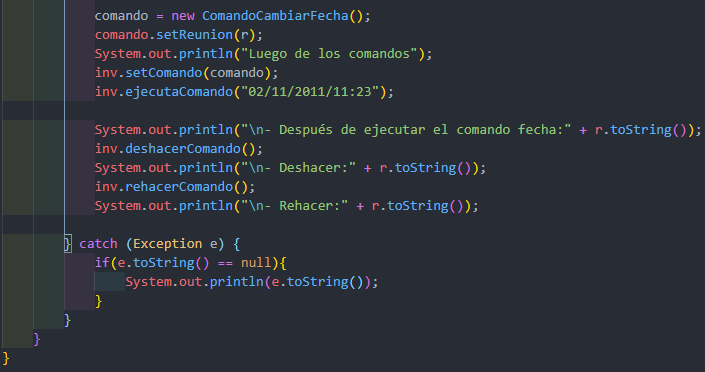 comando = new ComandoCambiarFecha();
comando.setReunion(r);
System.out.println("Luego de los comandos");
inv.setComando(comando);
inv.ejecutaComando("02/11/2011/11:23");
System.out.println("\n- Después de ejecutar el comando fecha:" + r.toString());
inv.deshacerComando();
System.out.println("\n- Deshacer:" + r.toString());
inv.rehacerComando();
System.out.println("\n- Rehacer:" + r.toString());
} catch (Exception e) {
if(e.toString() == null){
System.out.println(e.toString());
}
}
}
}